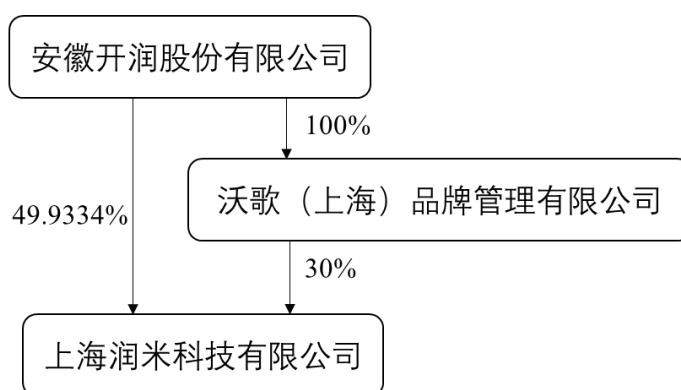 安徽开润股份有限公司
100%
沃歌（上海）品牌管理有限公司
49.9334%
30%
上海润米科技有限公司